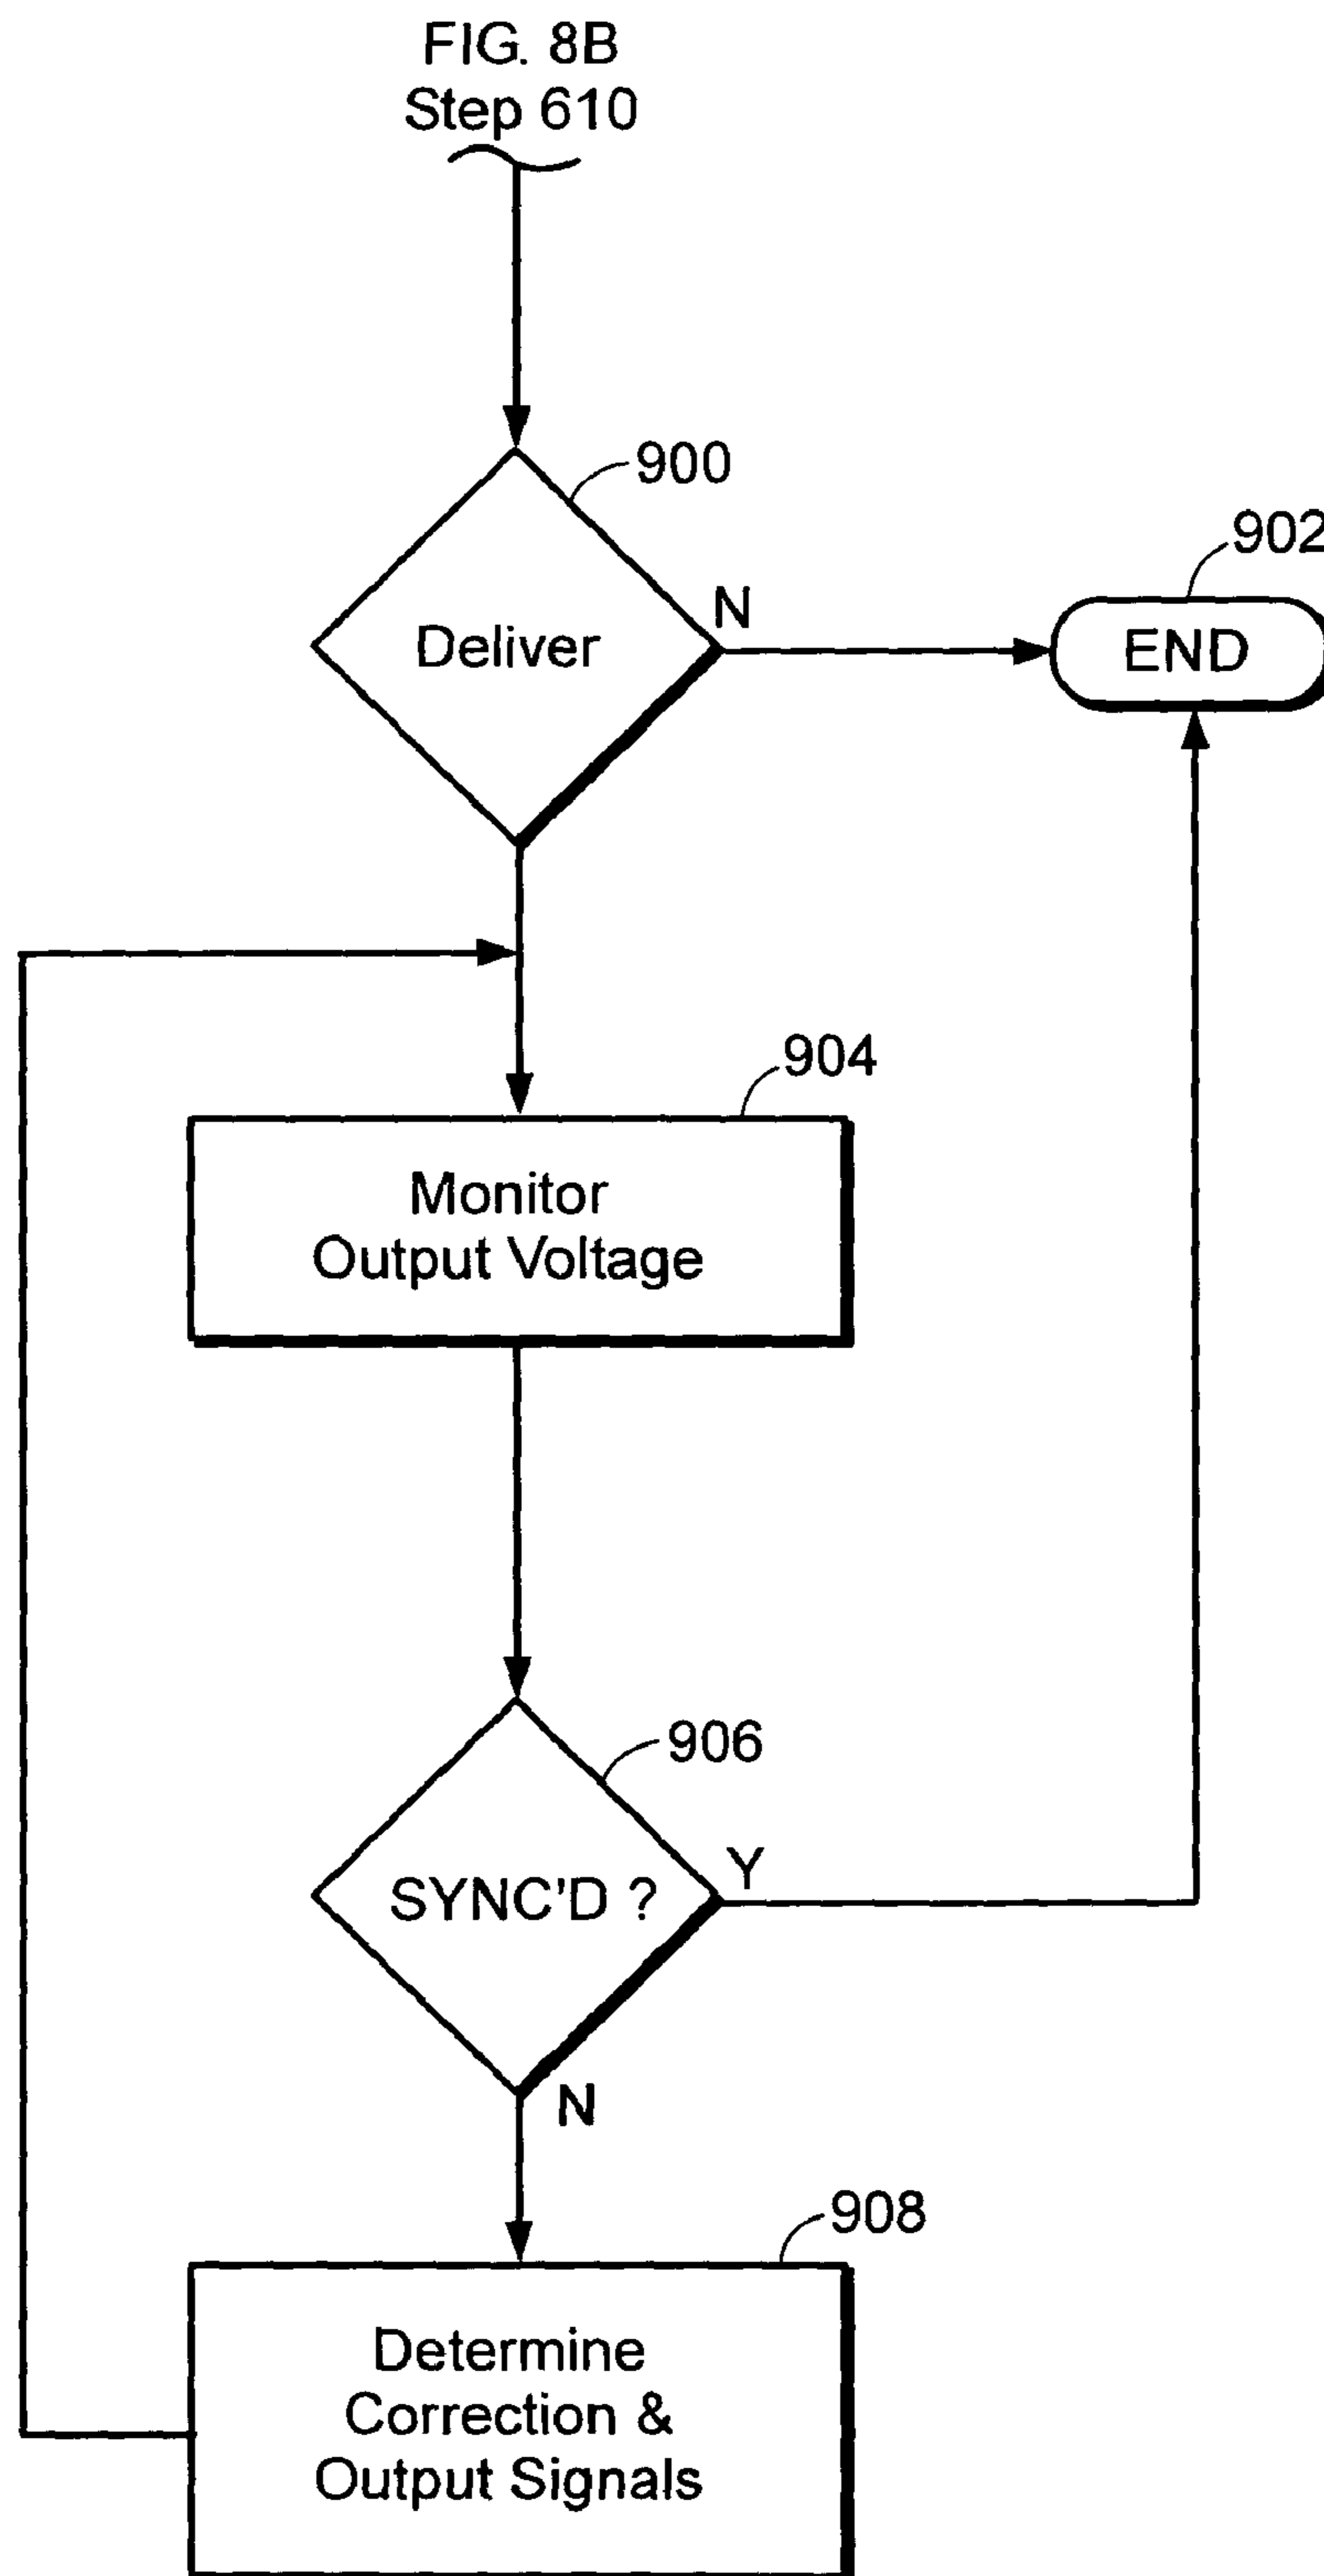 FIG. 8B
Step 610
900
902
Deliver
N
END
904
Monitor
Output Voltage
906
SYNC'D ?
Y
N
908
Determine
Correction &
Output Signals